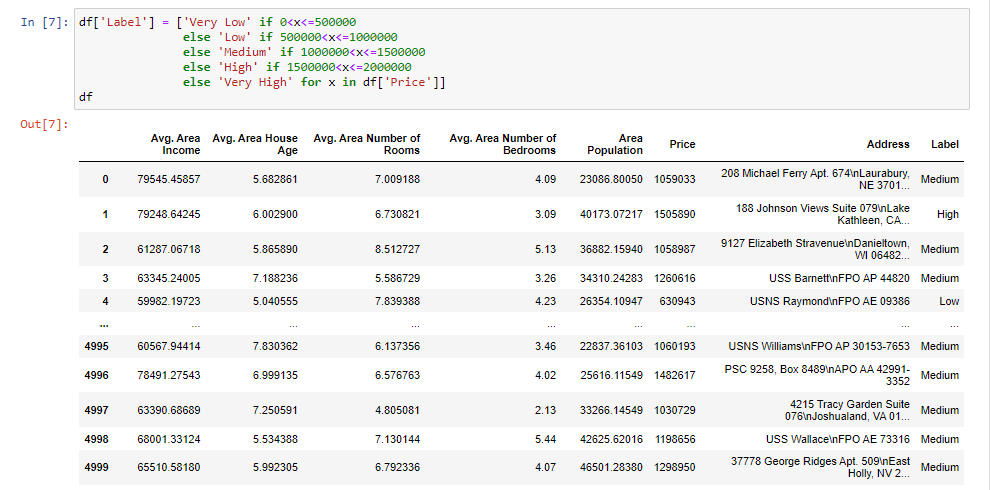 In [7]: df['Label'] = ['Very Low' if 0<x<=500000
else 'Low' if 500000<x<=1000000
else 'Medium' if 1000000<x<=1500000
else 'High' if 1500000<x<=2000000
else 'Very High' for x in df['Price']]
df
Out[7]:
Avg. Area Income Avg. Area House Age Avg. Area Number of Rooms Avg. Area Number of Bedrooms Area Population Price Address Label
0 79545.45857 5.682861 7.009188 4.09 23086.80050 1059033 208 Michael Ferry Apt. 674\nLaurabury, NE 3701... Medium
1 79248.64245 6.002900 6.730821 3.09 40173.07217 1505890 188 Johnson Views Suite 079\nLake Kathleen, CA... High
2 61287.06718 5.865890 8.512727 5.13 36882.15940 1058987 9127 Elizabeth Stravenue\nDanieltown, WI 06482... Medium
3 63345.24005 7.188236 5.586729 3.26 34310.24283 1260616 USS Barnett\nFPO AP 44820 Medium
4 59982.19723 5.040555 7.839388 4.23 26354.10947 630943 USNS Raymond\nFPO AE 09386 Low
... ... ... ... ... ... ... ... ...
4995 60567.94414 7.830362 6.137356 3.46 22837.36103 1060193 USNS Williams\nFPO AP 30153-7653 Medium
4996 78491.27543 6.999135 6.576763 4.02 25616.11549 1482617 PSC 9258, Box 8489\nAPO AA 42991-3352 Medium
4997 63390.68689 7.250591 4.805081 2.13 33266.14549 1030729 4215 Tracy Garden Suite 076\nJoshualand, VA 01... Medium
4998 68001.33124 5.534388 7.130144 5.44 42625.62016 1198656 USS Wallace\nFPO AE 73316 Medium
4999 65510.58180 5.992305 6.792336 4.07 46501.28380 1298950 37778 George Ridges Apt. 509\nEast Holly, NV 2... Medium